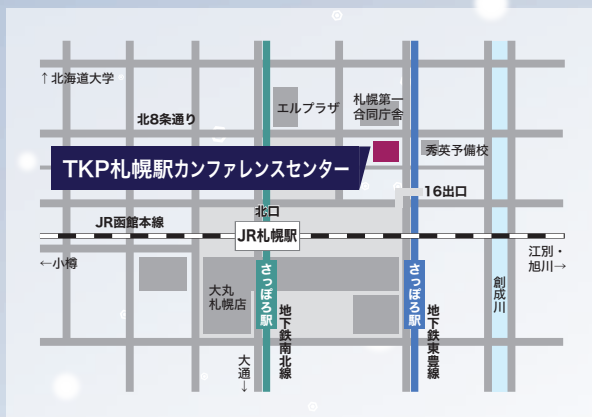 ↑北海道大学
エルプラザ
札幌第一
合同庁舎
北8条通り
秀英予備校
TKP札幌駅カンファレンスセンター
16出口
北口
JR函館本線
JR札幌駅
←小樽
江別・
旭川→
さっぽろ駅
さっぽろ駅
大丸
札幌店
創成川
地下鉄南北線
地下鉄東豊線
大通↓